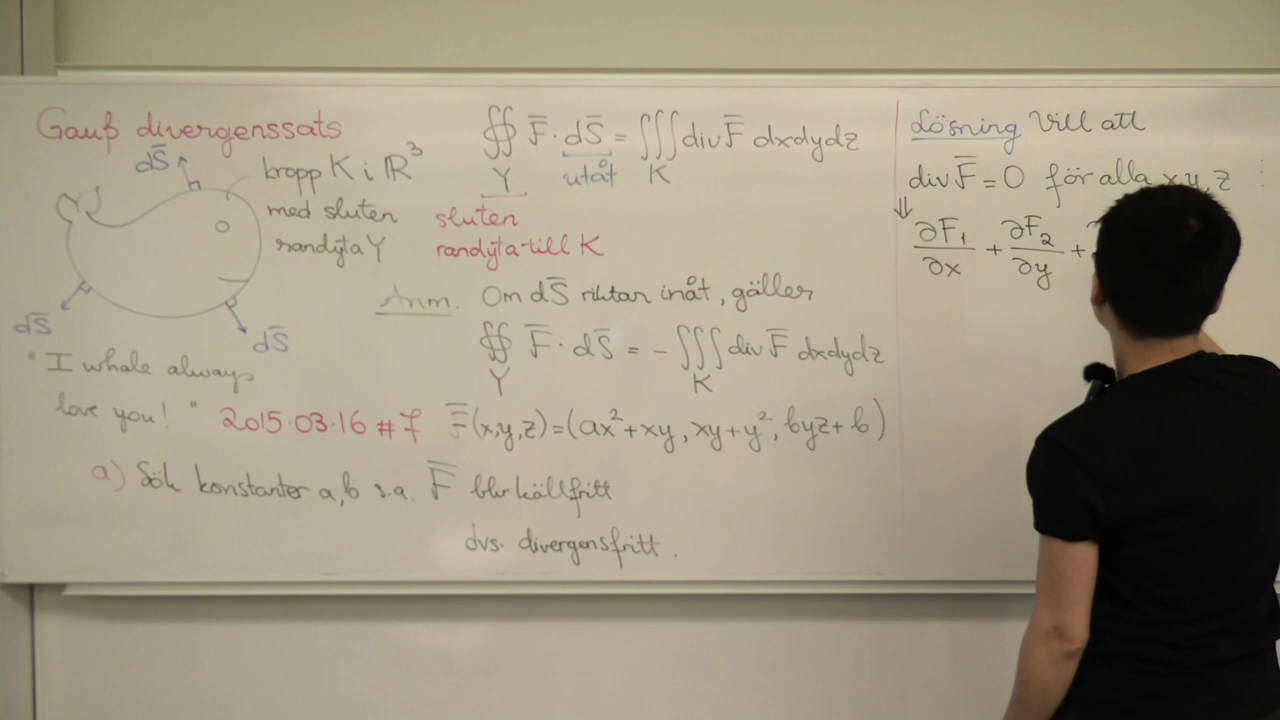 Gauß divergenssats
dS̅
kropp K i ℝ³
med sluten
randyta Y
dS̅
dS̅
"I whale always
love you! "
∯ F̅ · dS̅ = ∭ div F̅ dxdydz
Y utåt K
sluten
randyta till K
Anm. Om dS̅ riktar inåt, gäller
∯ F̅ · dS̅ = - ∭ div F̅ dxdydz
Y K
2015.03.16 #7 F̅(x,y,z)=(ax²+xy, xy+y², byz+b)
a) Sök konstanter a,b s.a. F̅ blir källfritt
dvs. divergensfritt.
Lösning Vill att
div F̅ = 0 för alla x,y,z
⇓ ∂F₁/∂x + ∂F₂/∂y +